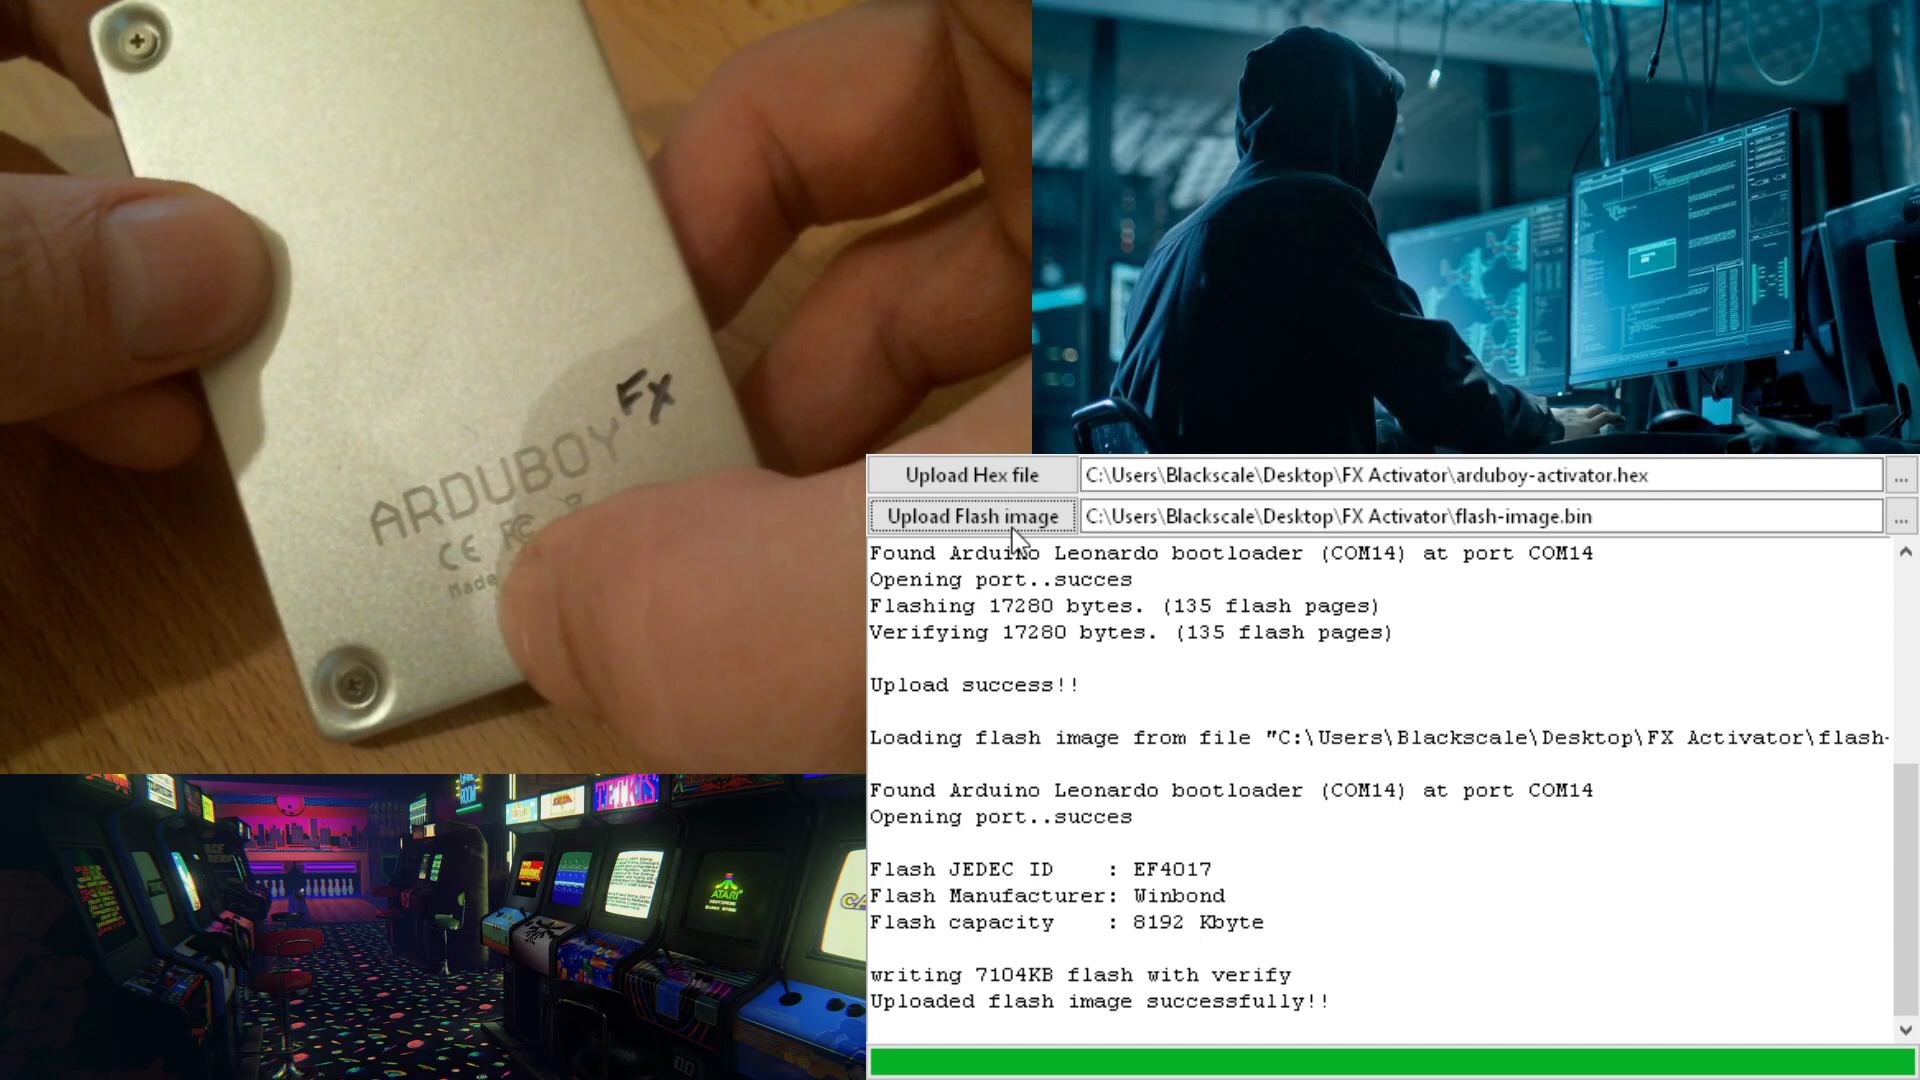 FX
ARDUBOY
CE FC
Made
Upload Hex file
C:\Users\Blackscale\Desktop\FX Activator\arduboy-activator.hex
...
Upload Flash image
C:\Users\Blackscale\Desktop\FX Activator\flash-image.bin
...
Found Arduino Leonardo bootloader (COM14) at port COM14
Opening port..succes
Flashing 17280 bytes. (135 flash pages)
Verifying 17280 bytes. (135 flash pages)
Upload success!!
Loading flash image from file "C:\Users\Blackscale\Desktop\FX Activator\flash-
Found Arduino Leonardo bootloader (COM14) at port COM14
Opening port..succes
Flash JEDEC ID : EF4017
Flash Manufacturer: Winbond
Flash capacity : 8192 Kbyte
writing 7104KB flash with verify
Uploaded flash image successfully!!
TETRIS
ATARI